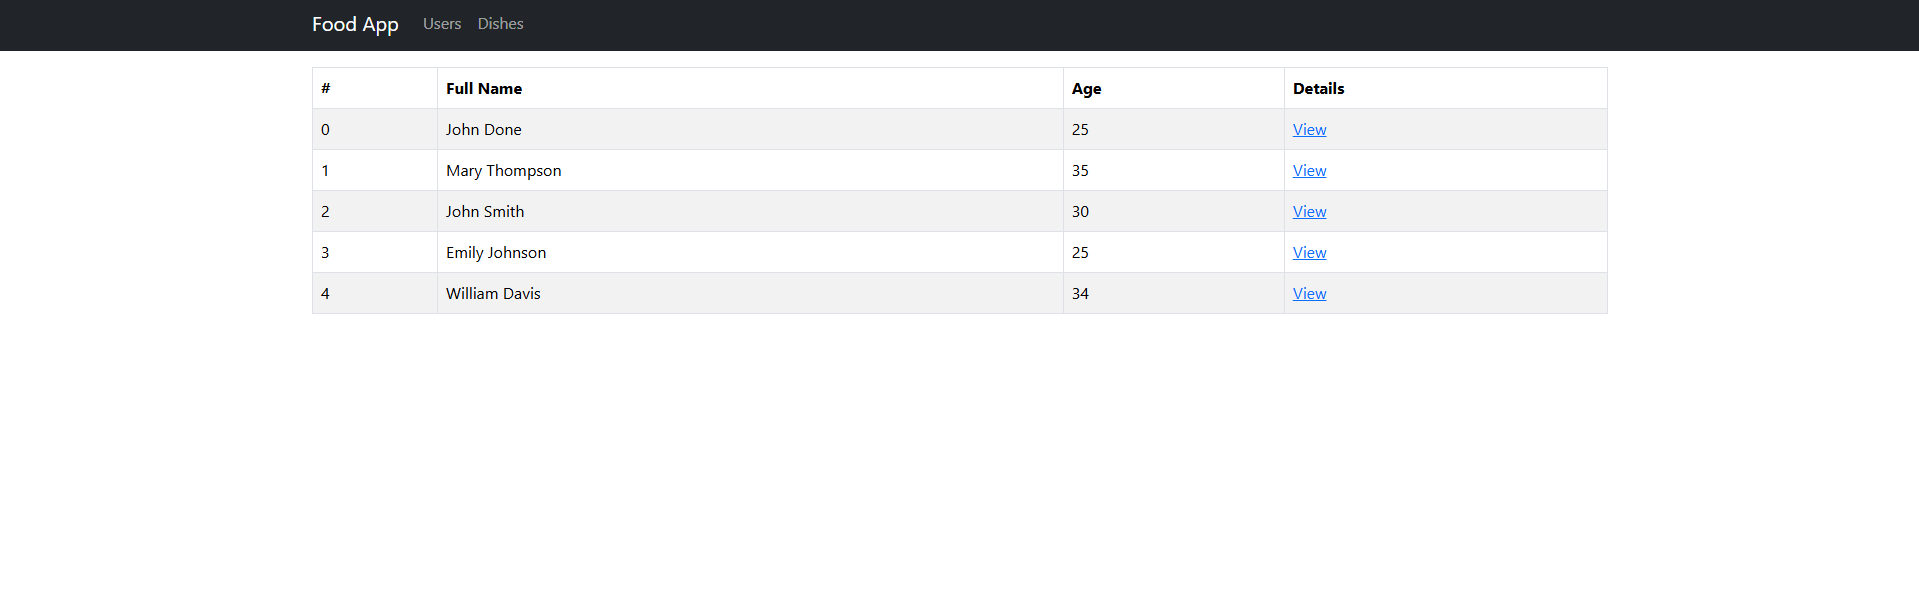 Food App Users Dishes
# Full Name Age Details
0 John Done 25 View
1 Mary Thompson 35 View
2 John Smith 30 View
3 Emily Johnson 25 View
4 William Davis 34 View